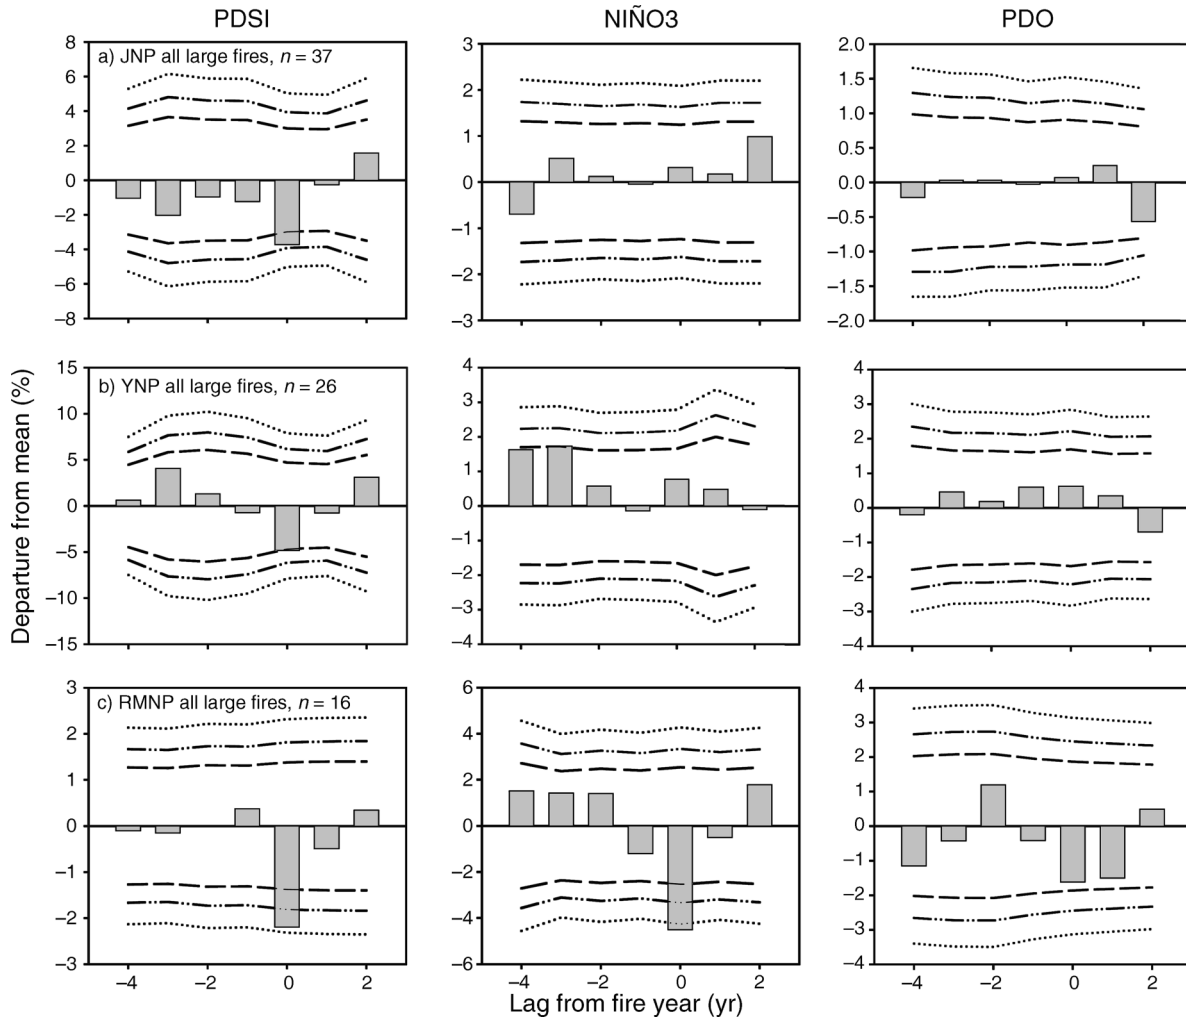 PDSI NIÑO3 PDO
a) JNP all large fires, n = 37
8 6 4 2 0 −2 −4 −6 −8
3 2 1 0 −1 −2 −3
2.0 1.5 1.0 0.5 0.0 −0.5 −1.0 −1.5 −2.0
Departure from mean (%)
b) YNP all large fires, n = 26
15 10 5 0 −5 −10 −15
4 3 2 1 0 −1 −2 −3 −4
4 3 2 1 0 −1 −2 −3 −4
c) RMNP all large fires, n = 16
3 2 1 0 −1 −2 −3
6 4 2 0 −2 −4 −6
4 3 2 1 0 −1 −2 −3 −4
−4 −2 0 2 −4 −2 0 2 −4 −2 0 2
Lag from fire year (yr)